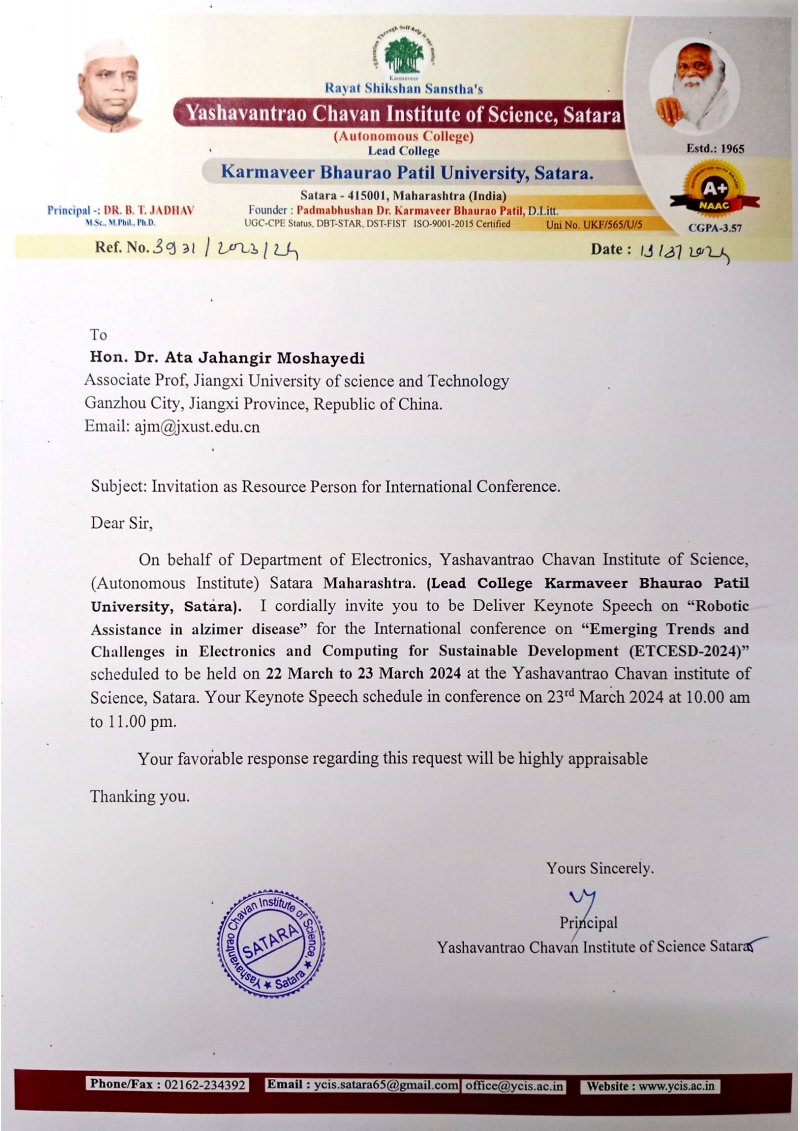 "Education Through Self-help is our motto"
Karmaveer
Rayat Shikshan Sanstha's
Yashavantrao Chavan Institute of Science, Satara
(Autonomous College)
Lead College
Karmaveer Bhaurao Patil University, Satara.
Estd.: 1965
Satara - 415001, Maharashtra (India)
Principal -: DR. B. T. JADHAV
M.Sc., M.Phil., Ph.D.
Founder : Padmabhushan Dr. Karmaveer Bhaurao Patil, D.Litt.
UGC-CPE Status, DBT-STAR, DST-FIST ISO-9001-2015 Certified
Uni No. UKF/565/U/5
A+
NAAC
CGPA-3.57
Ref. No. 3931/2023/24
Date : 13/3/2024
To
Hon. Dr. Ata Jahangir Moshayedi
Associate Prof, Jiangxi University of science and Technology
Ganzhou City, Jiangxi Province, Republic of China.
Email: ajm@jxust.edu.cn
Subject: Invitation as Resource Person for International Conference.
Dear Sir,
On behalf of Department of Electronics, Yashavantrao Chavan Institute of Science,
(Autonomous Institute) Satara Maharashtra. (Lead College Karmaveer Bhaurao Patil
University, Satara). I cordially invite you to be Deliver Keynote Speech on “Robotic
Assistance in alzimer disease” for the International conference on “Emerging Trends and
Challenges in Electronics and Computing for Sustainable Development (ETCESD-2024)”
scheduled to be held on 22 March to 23 March 2024 at the Yashavantrao Chavan institute of
Science, Satara. Your Keynote Speech schedule in conference on 23rd March 2024 at 10.00 am
to 11.00 pm.
Your favorable response regarding this request will be highly appraisable
Thanking you.
Yours Sincerely.
Principal
Yashavantrao Chavan Institute of Science Satara
Yashavantrao Chavan Institute of Science, Satara
SATARA
Phone/Fax : 02162-234392 Email : ycis.satara65@gmail.com office@ycis.ac.in Website : www.ycis.ac.in